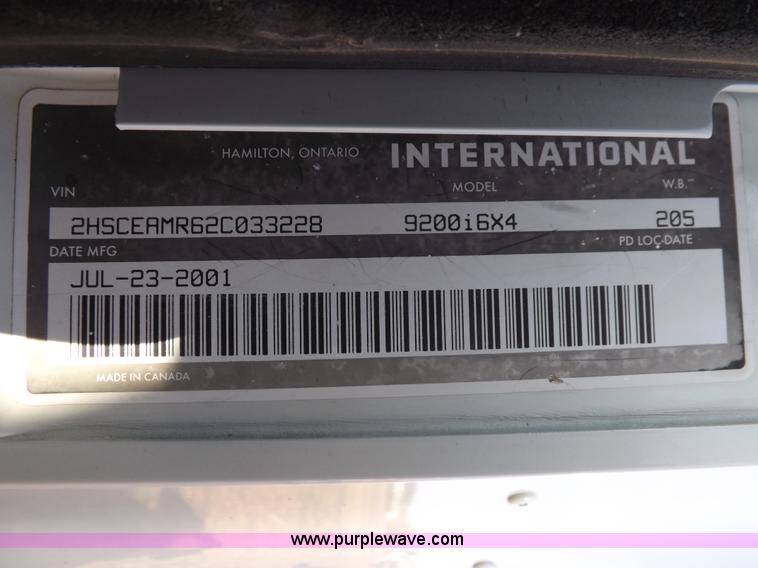 HAMILTON, ONTARIO INTERNATIONAL
VIN MODEL W.B.
2HSCEAMR62C033228 9200i6X4 205
DATE MFG PD LOC-DATE
JUL-23-2001
MADE IN CANADA
www.purplewave.com